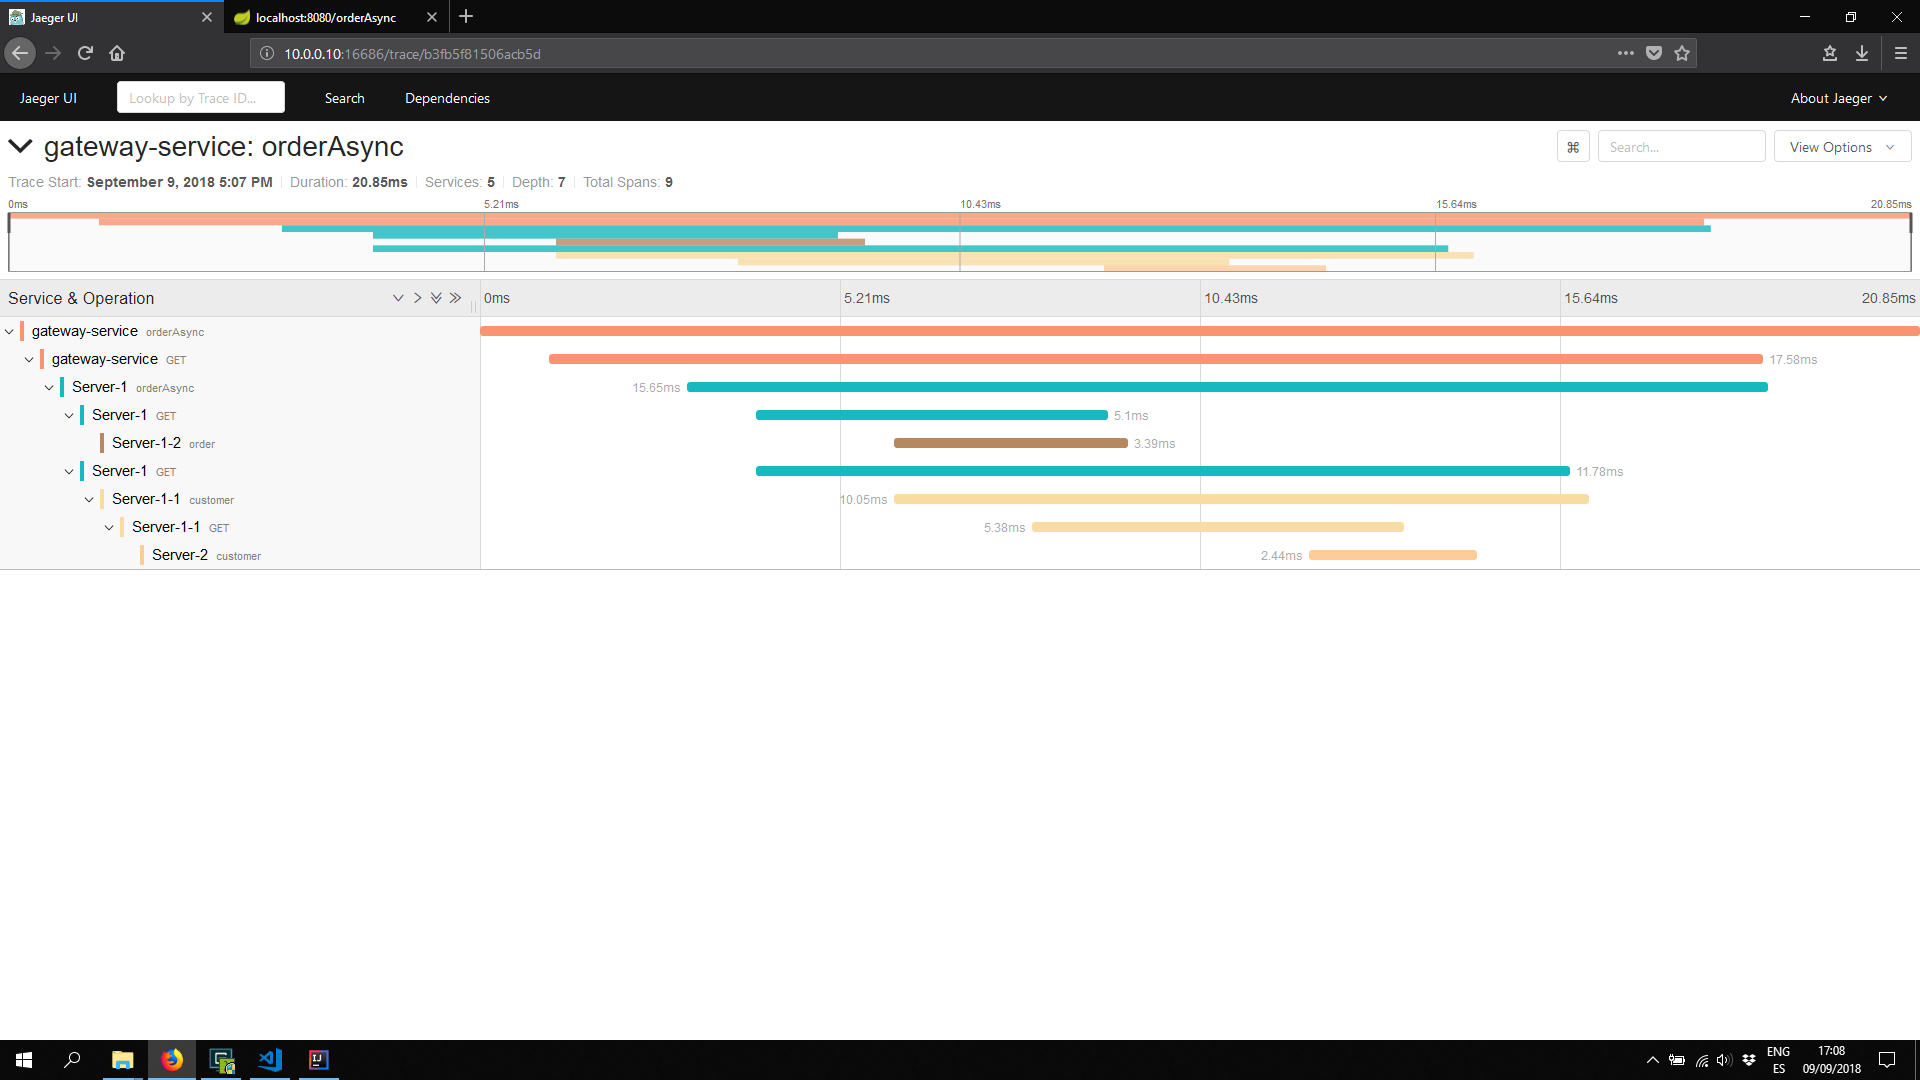 Jaeger UI
localhost:8080/orderAsync
10.0.0.10:16686/trace/b3fb5f81506acb5d
Jaeger UI Lookup by Trace ID... Search Dependencies About Jaeger
gateway-service: orderAsync
⌘ Search... View Options
Trace Start: September 9, 2018 5:07 PM Duration: 20.85ms Services: 5 Depth: 7 Total Spans: 9
0ms 5.21ms 10.43ms 15.64ms 20.85ms
Service & Operation 0ms 5.21ms 10.43ms 15.64ms 20.85ms
gateway-service orderAsync
gateway-service GET 17.58ms
Server-1 orderAsync 15.65ms
Server-1 GET 5.1ms
Server-1-2 order 3.39ms
Server-1 GET 11.78ms
Server-1-1 customer 10.05ms
Server-1-1 GET 5.38ms
Server-2 customer 2.44ms
ENG 17:08
ES 09/09/2018